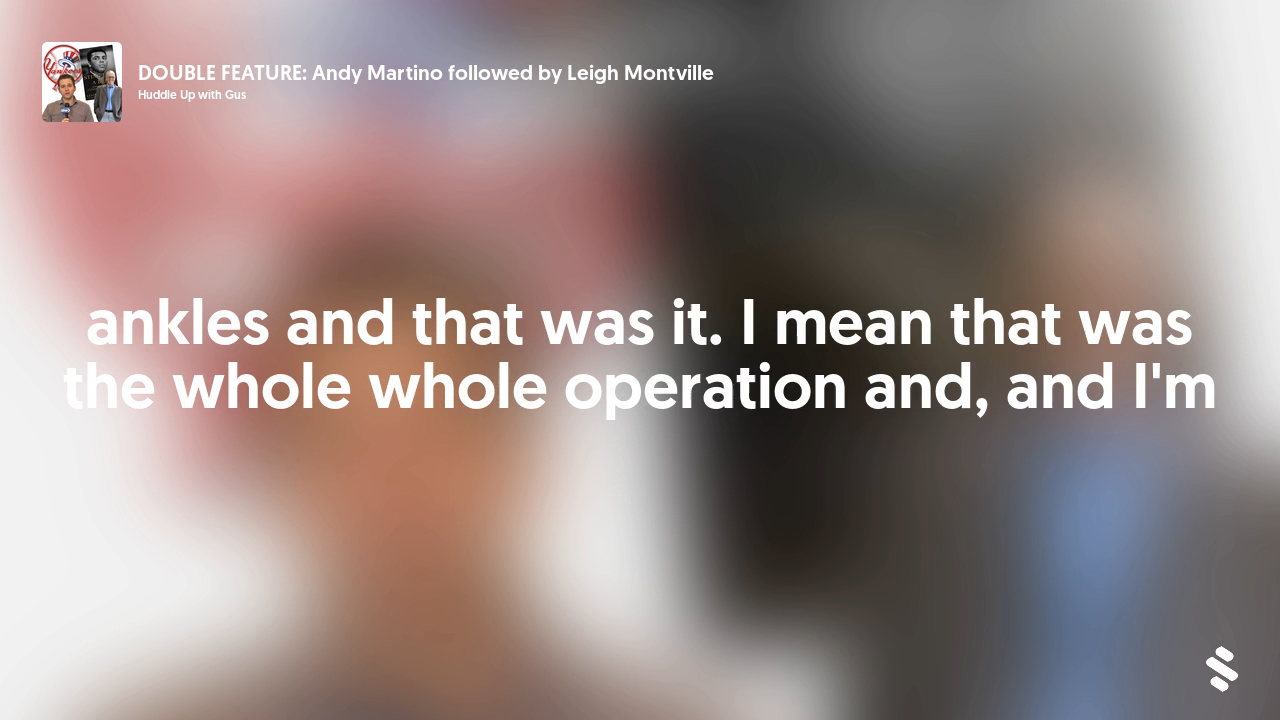 DOUBLE FEATURE: Andy Martino followed by Leigh Montville
Huddle Up with Gus
ankles and that was it. I mean that was
the whole whole operation and, and I'm